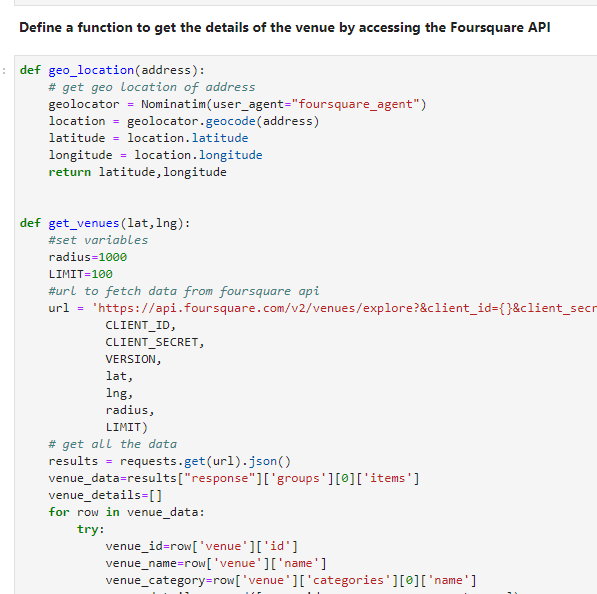 Define a function to get the details of the venue by accessing the Foursquare API
def geo_location(address):
    # get geo location of address
    geolocator = Nominatim(user_agent="foursquare_agent")
    location = geolocator.geocode(address)
    latitude = location.latitude
    longitude = location.longitude
    return latitude,longitude
def get_venues(lat,lng):
    #set variables
    radius=1000
    LIMIT=100
    #url to fetch data from foursquare api
    url = 'https://api.foursquare.com/v2/venues/explore?&client_id={}&client_secr
            CLIENT_ID,
            CLIENT_SECRET,
            VERSION,
            lat,
            lng,
            radius,
            LIMIT)
    # get all the data
    results = requests.get(url).json()
    venue_data=results["response"]['groups'][0]['items']
    venue_details=[]
    for row in venue_data:
        try:
            venue_id=row['venue']['id']
            venue_name=row['venue']['name']
            venue_category=row['venue']['categories'][0]['name']